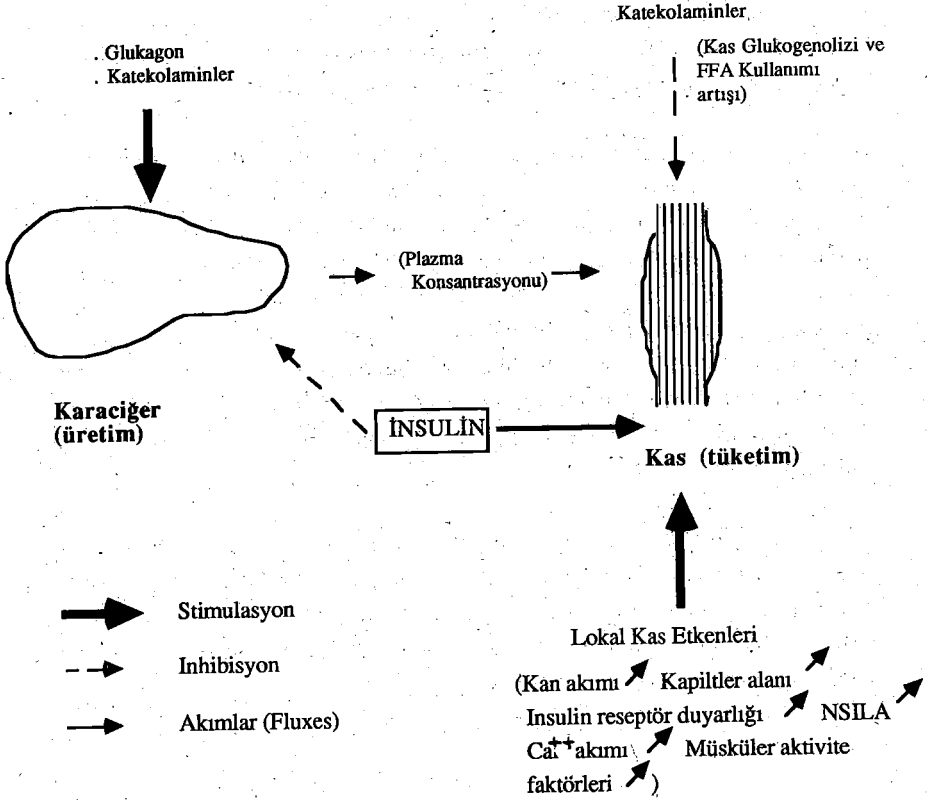 Katekolaminler
. Glukagon
. Katekolaminler
(Kas Glukogenolizi ve
FFA Kullanımı
artışı)
(Plazma
Konsantrasyonu)
Karaciğer
(üretim)
İNSULİN
Kas (tüketim)
Stimulasyon
Inhibisyon
Akımlar (Fluxes)
Lokal Kas Etkenleri
(Kan akımı ↗ Kapiltler alanı ↗
Insulin reseptör duyarlığı ↗ NSILA ↗
Ca++ akımı ↗ Müsküler aktivite
faktörleri ↗ )